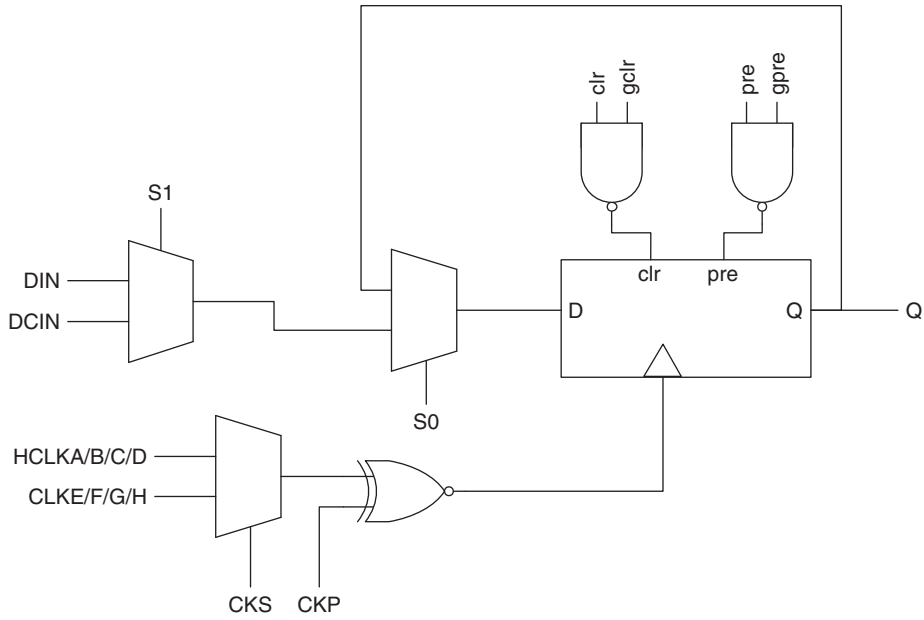 clr
gclr
pre
gpre
S1
DIN
DCIN
clr
pre
D
Q
Q
S0
HCLKA/B/C/D
CLKE/F/G/H
CKS
CKP